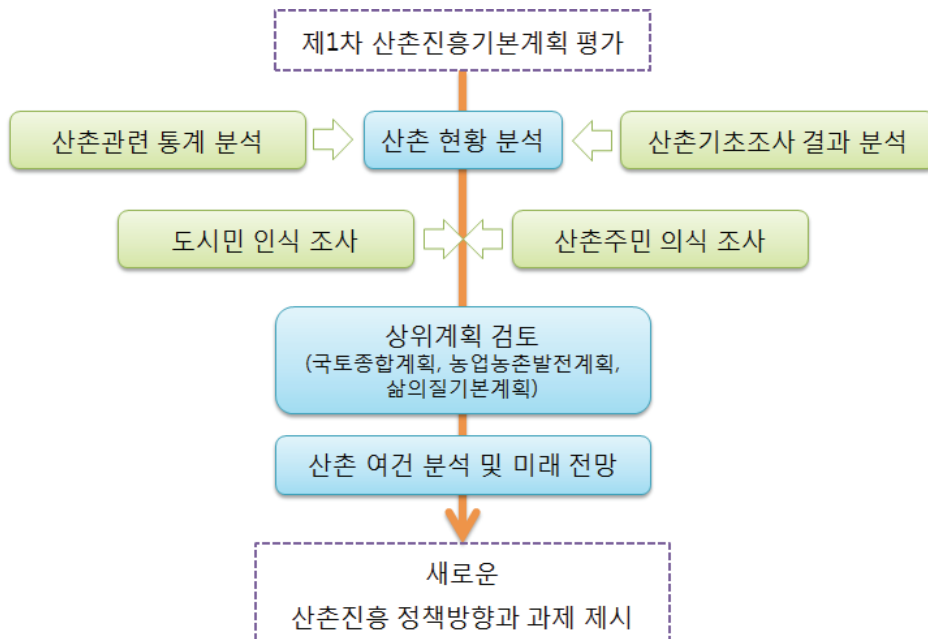 제1차 산촌진흥기본계획 평가
산촌관련 통계 분석
산촌 현황 분석
산촌기초조사 결과 분석
도시민 인식 조사
산촌주민 의식 조사
상위계획 검토
(국토종합계획, 농업농촌발전계획,
삶의질기본계획)
산촌 여건 분석 및 미래 전망
새로운
산촌진흥 정책방향과 과제 제시